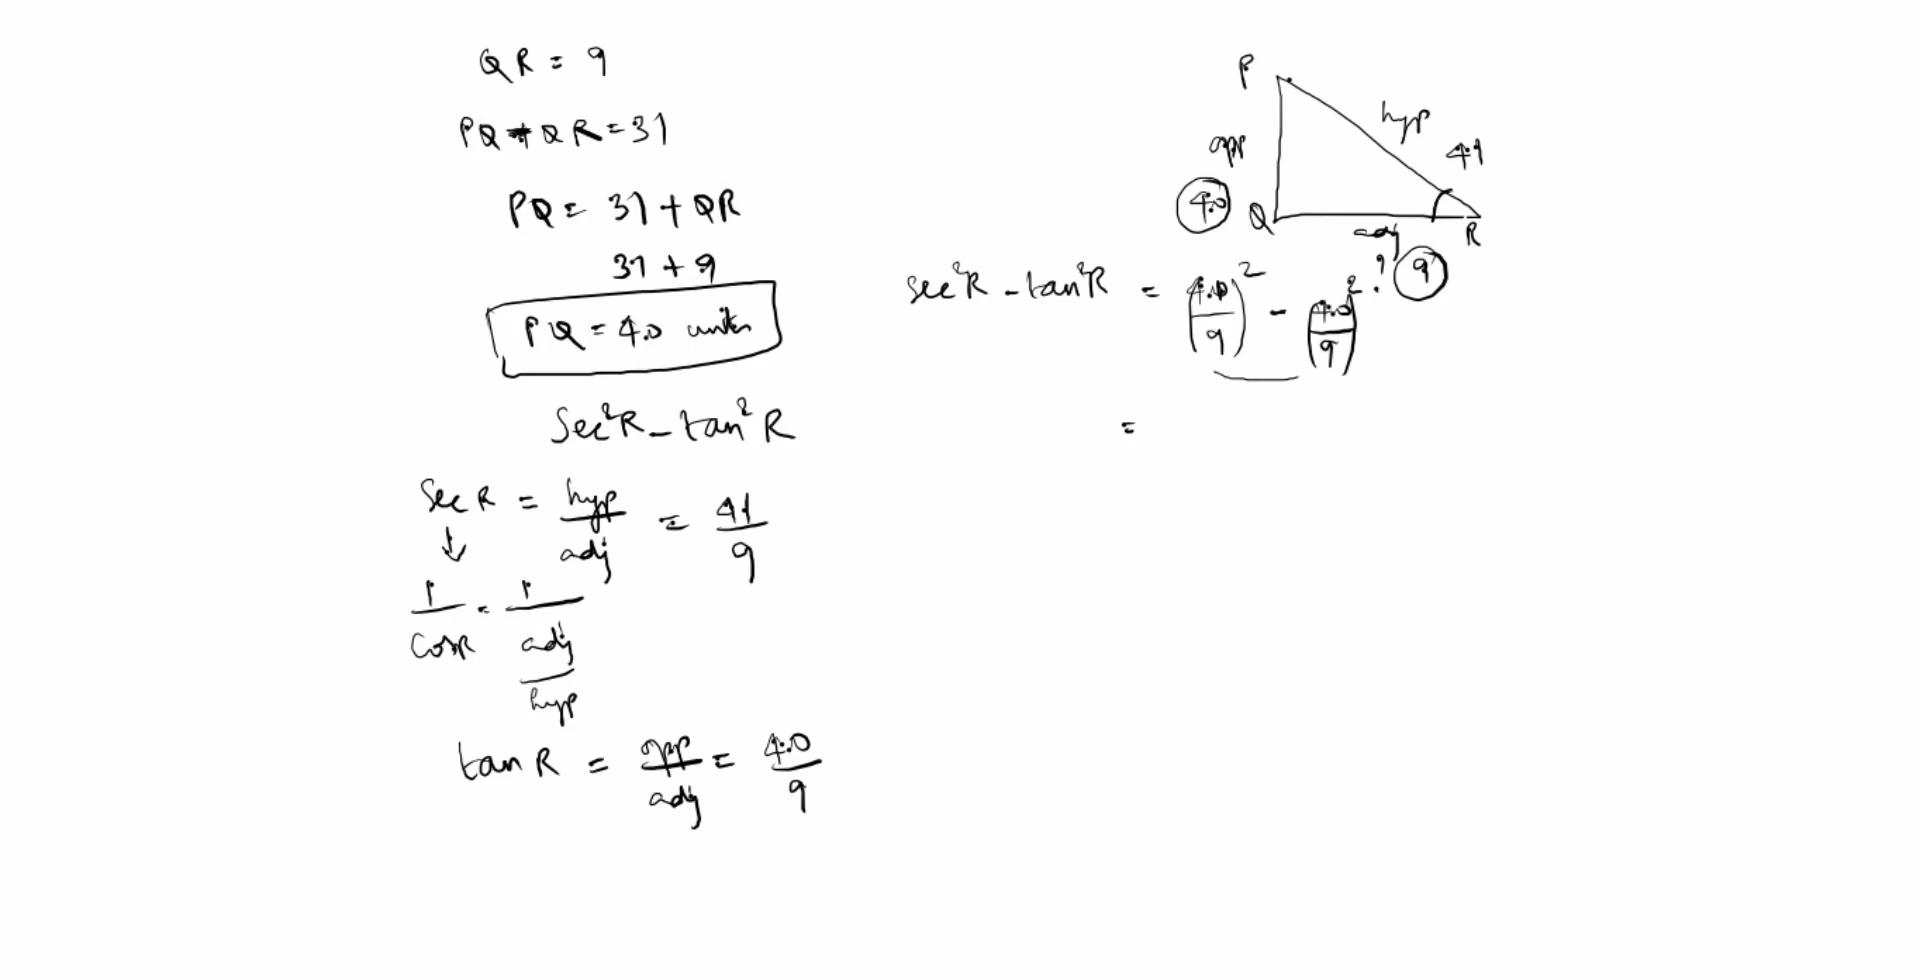 QR = 9
PQ - QR = 31
PQ = 31 + QR
31 + 9
PQ = 40 units
Sec²R - tan²R
Sec R = hyp/adj = 41/9
↓
1/Cos R = 1/(adj/hyp)
tan R = opp/adj = 40/9
P
hyp
opp
41
40
Q
adj
R
9
sec²R - tan²R = (40/9)² - (40/9)² ?
=